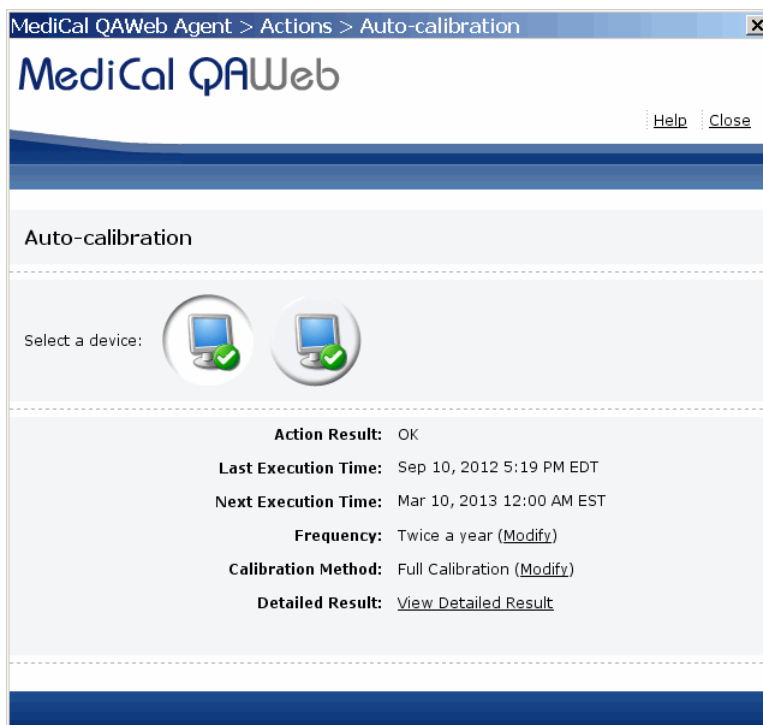 MediCal QAWeb Agent > Actions > Auto-calibration
MediCal QAWeb
Help Close
Auto-calibration
Select a device:
Action Result: OK
Last Execution Time: Sep 10, 2012 5:19 PM EDT
Next Execution Time: Mar 10, 2013 12:00 AM EST
Frequency: Twice a year (Modify)
Calibration Method: Full Calibration (Modify)
Detailed Result: View Detailed Result